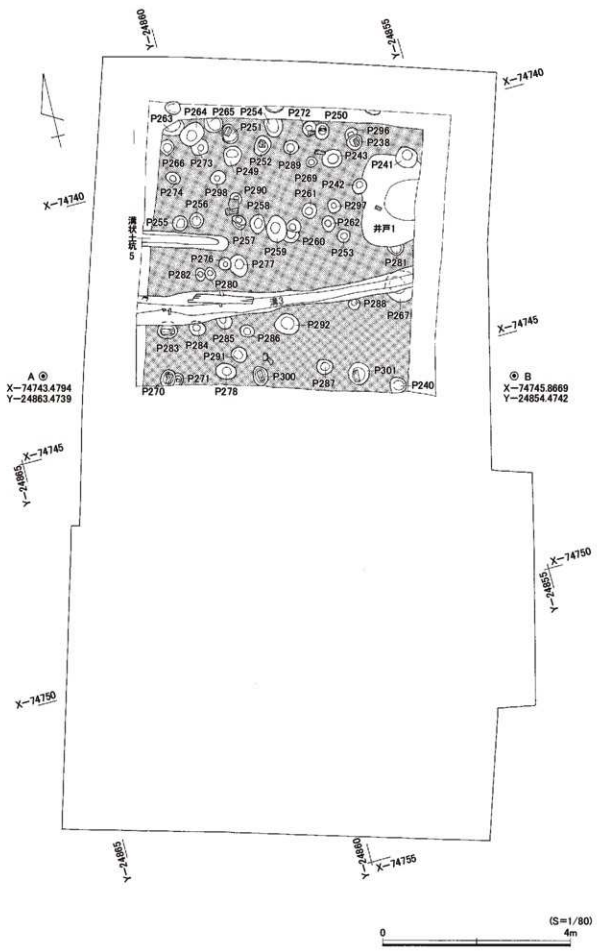 Y-24860
Y-24855
X-74740
P264 P265 P254 P272 P250
P263
P251
P296
P238
P266 P273
P252 P289
P243
P241
P249
P269
P274
P298
P242
P290
P261
P256
P258
P297
X-74740
P255
P262
井戸1
溝状土坑5
P257
P259
P260
P253
P276
P277
P281
P282
P280
溝3
P288
P267
X-74745
P292
P285
P286
P283
P284
P291
P287
P301
A
X-74743.4794
Y-24863.4739
P270
P271
P278
P300
P240
B
X-74745.8669
Y-24854.4742
X-74745
Y-24865
X-74750
Y-24855
X-74750
Y-24865
Y-24860
X-74755
(S=1/80)
0 4m